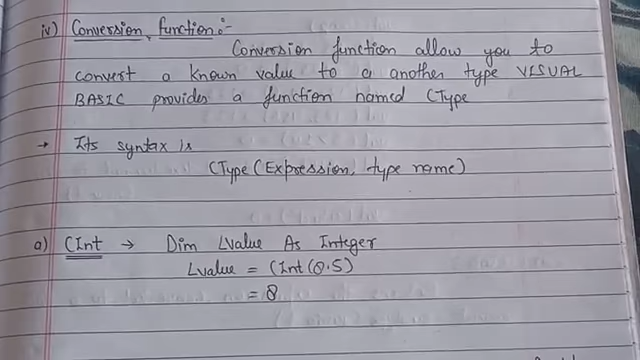 iv) Conversion function :-
Conversion function allow you to
convert a known value to a another type VISUAL
BASIC provides a function named CType
→ Its syntax is
CType (Expression, type name)
a) CInt → Dim Lvalue As Integer
Lvalue = CInt (8.5)
= 8